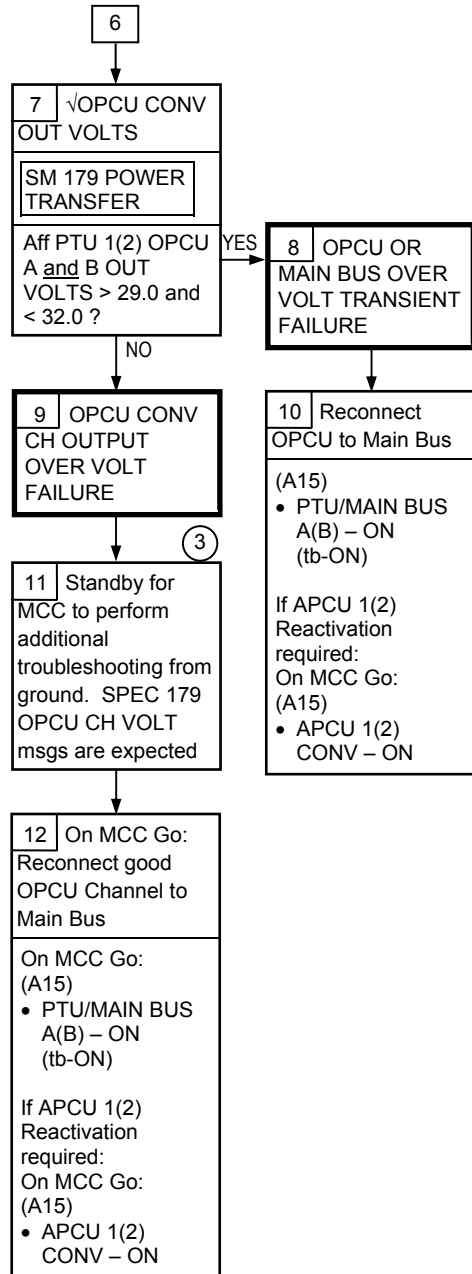 6
7 √OPCU CONV
OUT VOLTS
SM 179 POWER
TRANSFER
Aff PTU 1(2) OPCU
A and B OUT
VOLTS > 29.0 and
< 32.0 ?
YES
NO
8 OPCU OR
MAIN BUS OVER
VOLT TRANSIENT
FAILURE
9 OPCU CONV
CH OUTPUT
OVER VOLT
FAILURE
10 Reconnect
OPCU to Main Bus
(A15)
• PTU/MAIN BUS
A(B) – ON
(tb-ON)
If APCU 1(2)
Reactivation
required:
On MCC Go:
(A15)
• APCU 1(2)
CONV – ON
3
11 Standby for
MCC to perform
additional
troubleshooting from
ground. SPEC 179
OPCU CH VOLT
msgs are expected
12 On MCC Go:
Reconnect good
OPCU Channel to
Main Bus
On MCC Go:
(A15)
• PTU/MAIN BUS
A(B) – ON
(tb-ON)
If APCU 1(2)
Reactivation
required:
On MCC Go:
(A15)
• APCU 1(2)
CONV – ON